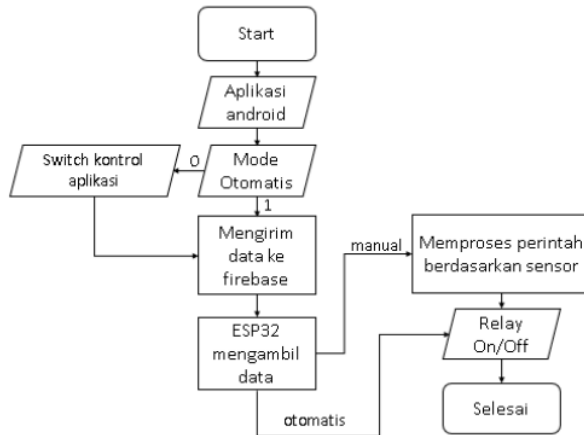 Start
Aplikasi
android
Switch kontrol
aplikasi
0
Mode
Otomatis
1
Mengirim
data ke
firebase
manual
Memproses perintah
berdasarkan sensor
ESP32
mengambil
data
Relay
On/Off
otomatis
Selesai